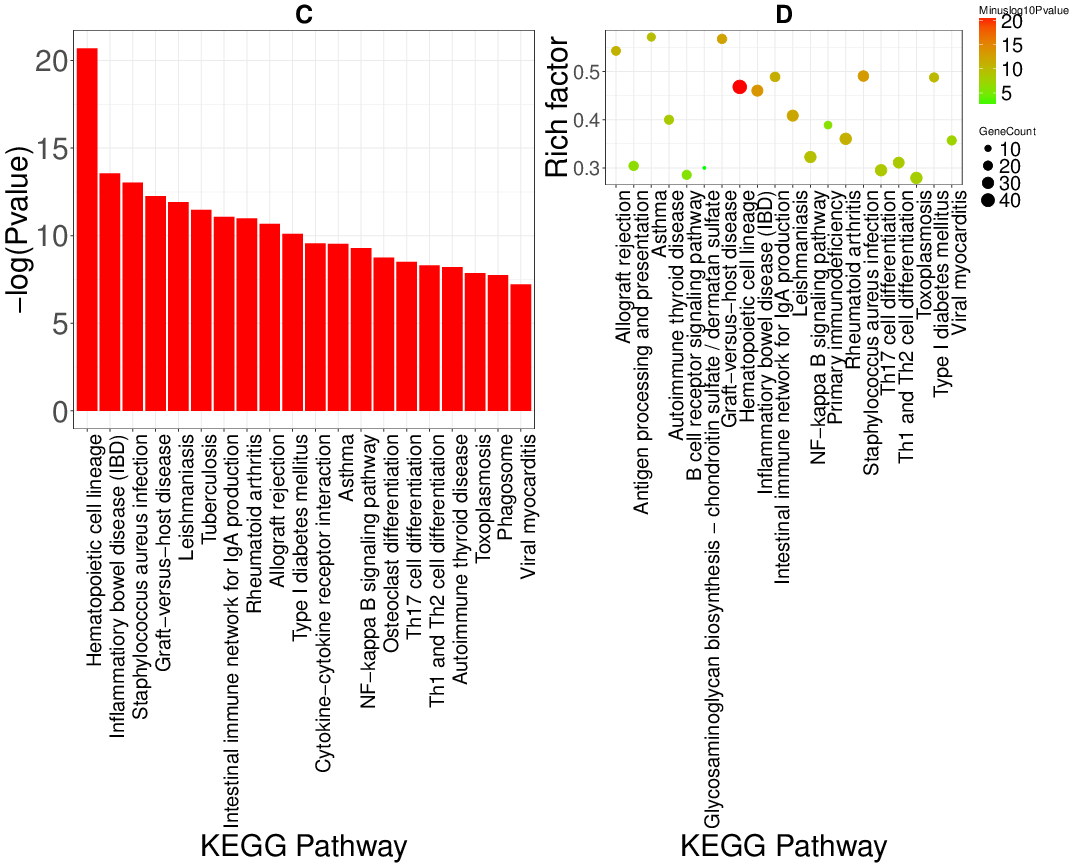 C
−log(Pvalue)
20
15
10
5
0
Hematopoietic cell lineage
Inflammatory bowel disease (IBD)
Staphylococcus aureus infection
Graft−versus−host disease
Leishmaniasis
Tuberculosis
Intestinal immune network for IgA production
Rheumatoid arthritis
Allograft rejection
Type I diabetes mellitus
Cytokine−cytokine receptor interaction
Asthma
NF−kappa B signaling pathway
Osteoclast differentiation
Th17 cell differentiation
Th1 and Th2 cell differentiation
Autoimmune thyroid disease
Toxoplasmosis
Phagosome
Viral myocarditis
KEGG Pathway
D
Rich factor
0.5
0.4
0.3
Allograft rejection
Antigen processing and presentation
Asthma
Autoimmune thyroid disease
B cell receptor signaling pathway
Glycosaminoglycan biosynthesis − chondroitin sulfate / dermatan sulfate
Graft−versus−host disease
Hematopoietic cell lineage
Inflammatory bowel disease (IBD)
Intestinal immune network for IgA production
Leishmaniasis
NF−kappa B signaling pathway
Primary immunodeficiency
Rheumatoid arthritis
Staphylococcus aureus infection
Th17 cell differentiation
Th1 and Th2 cell differentiation
Toxoplasmosis
Type I diabetes mellitus
Viral myocarditis
KEGG Pathway
Minuslog10Pvalue
20
15
10
5
GeneCount
10
20
30
40